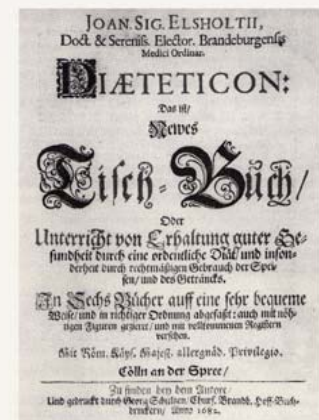 JOAN. SIG. ELSHOLTII,
Doct. & Sereniss. Elector. Brandeburgensis
Medici Ordinar.
DIÆTETICON:
Das ist/
Newes
Tisch-Buch/
Oder
Unterricht von Erhaltung guter Ge-
sundheit durch eine ordentliche Diät/ und inson-
derheit durch rechtmäßigen Gebrauch der Spei-
sen/ und des Geträncks.
In Sechs Bücher auff eine sehr bequeme
Weise/ und in richtiger Ordnung abgefasst: auch mit nöh-
tigen Figuren gezieret/ und mit vollkommenen Registern
versehen.
Mit Röm. Käys. Majest. allergnäd. Privilegio.
Cölln an der Spree/
Zu finden bey dem Autore/
Und gedruckt durch Georg Schultzen/ Churf. Brandb. Hoff-Buch-
druckern/ Anno 1682.